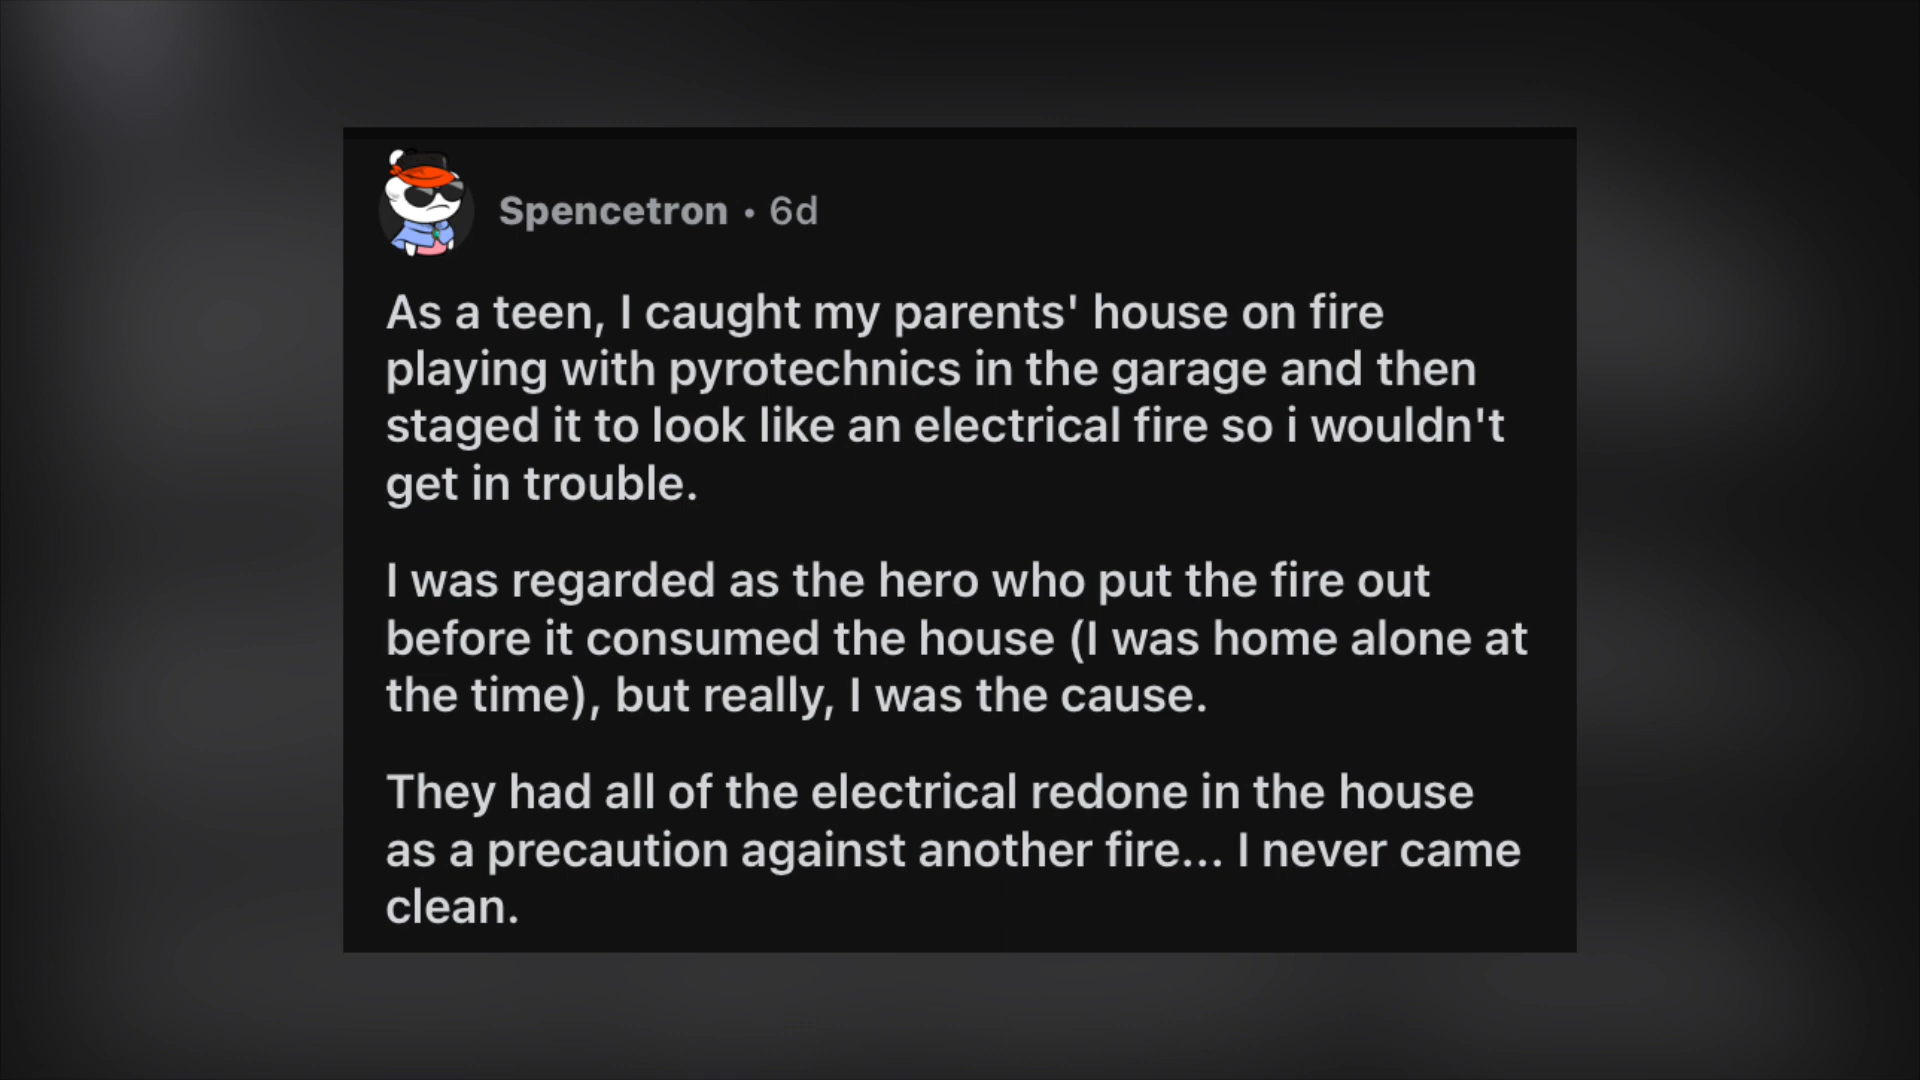 Spencetron • 6d
As a teen, I caught my parents' house on fire
playing with pyrotechnics in the garage and then
staged it to look like an electrical fire so i wouldn't
get in trouble.
I was regarded as the hero who put the fire out
before it consumed the house (I was home alone at
the time), but really, I was the cause.
They had all of the electrical redone in the house
as a precaution against another fire... I never came
clean.